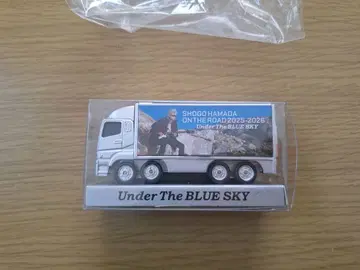 SHOGO HAMADA
ON THE ROAD 2025-2026
Under The BLUE SKY
Under The BLUE SKY